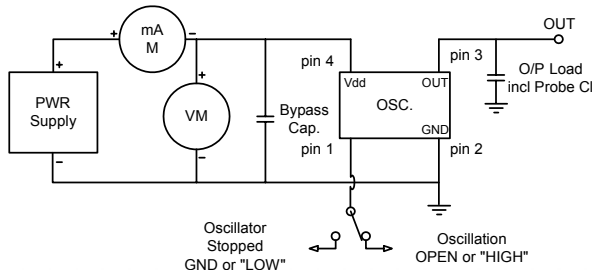 OUT
mA
M
+
−
pin 4
pin 3
O/P Load
incl Probe Cl
+
+
Vdd
OUT
PWR
Supply
VM
Bypass
Cap.
OSC.
GND
−
−
pin 1
pin 2
Oscillator
Stopped
GND or "LOW"
Oscillation
OPEN or "HIGH"